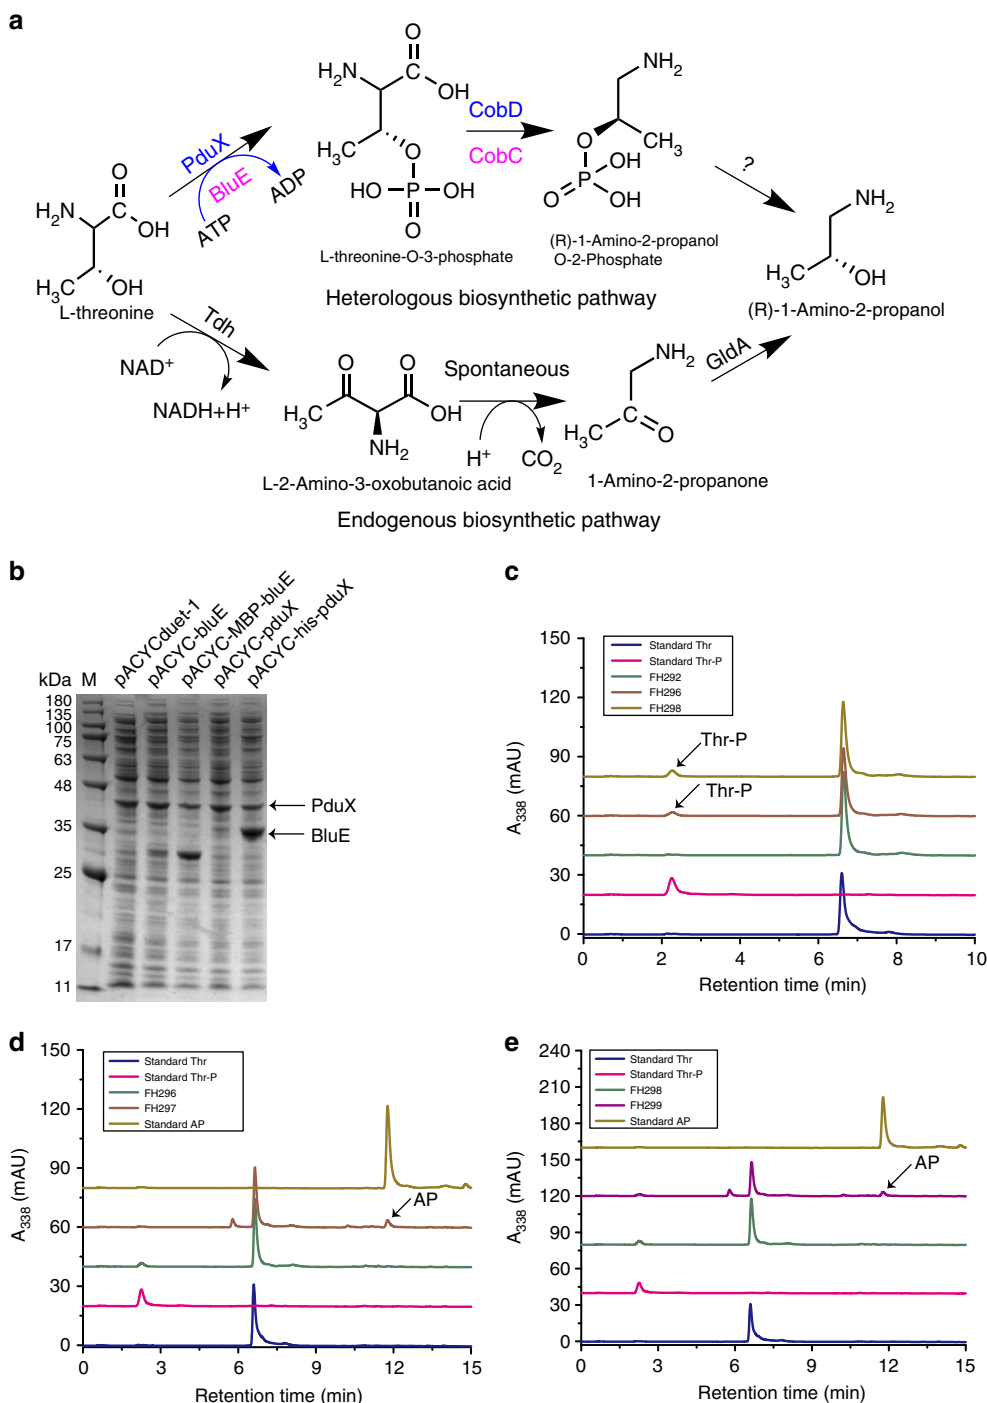 a
O
H₂N
C
OH
H₃C
OH
L-threonine
PduX
BluE
ATP
ADP
O
H₂N
C
OH
H₃C
O
HO
P
OH
O
L-threonine-O-3-phosphate
CobD
CobC
NH₂
O
CH₃
OH
P
O
OH
(R)-1-Amino-2-propanol
O-2-Phosphate
?
NH₂
H₃C
OH
(R)-1-Amino-2-propanol
Heterologous biosynthetic pathway
Tdh
NAD⁺
NADH+H⁺
O
O
H₃C
OH
NH₂
L-2-Amino-3-oxobutanoic acid
Spontaneous
H⁺
CO₂
NH₂
H₃C
C
O
1-Amino-2-propanone
GldA
Endogenous biosynthetic pathway
b
kDa
M
pACYCduet-1
pACYC-bluE
pACYC-MBP-bluE
pACYC-pduX
pACYC-his-pduX
180
135
100
75
63
48
35
25
17
11
PduX
BluE
c
150
120
90
60
30
0
A₃₃₈ (mAU)
Standard Thr
Standard Thr-P
FH292
FH296
FH298
Thr-P
Thr-P
0
2
4
6
8
10
Retention time (min)
d
150
120
90
60
30
0
A₃₃₈ (mAU)
Standard Thr
Standard Thr-P
FH296
FH297
Standard AP
AP
0
3
6
9
12
15
Retention time (min)
e
240
210
180
150
120
90
60
30
0
A₃₃₈ (mAU)
Standard Thr
Standard Thr-P
FH298
FH299
Standard AP
AP
0
3
6
9
12
15
Retention time (min)